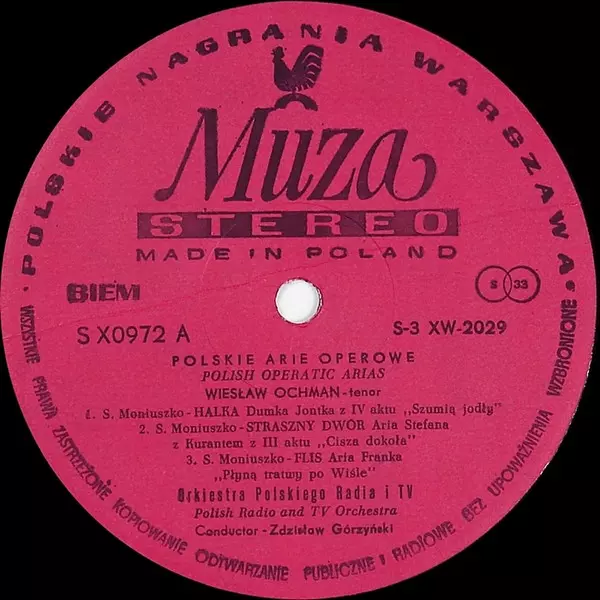 · POLSKIE NAGRANIA WARSZAWA ·
Muza
STEREO
MADE IN POLAND
BIEM
S 33
S X0972 A
S-3 XW-2029
POLSKIE ARIE OPEROWE
POLISH OPERATIC ARIAS
WIESŁAW OCHMAN-tenor
1. S. Moniuszko-HALKA Dumka Jontka z IV aktu „Szumią jodły"
2. S. Moniuszko-STRASZNY DWÓR Aria Stefana
z Kurantem z III aktu „Cisza dokoła"
3. S. Moniuszko-FLIS Aria Franka
„Płyną tratwy po Wiśle"
Orkiestra Polskiego Radia i TV
Polish Radio and TV Orchestra
Conductor - Zdzisław Górzyński
WSZYSTKIE PRAWA ZASTRZEŻONE KOPIOWANIE ODTWARZANIE PUBLICZNE I RADIOWE BEZ UPOWAŻNIENIA WZBRONIONE